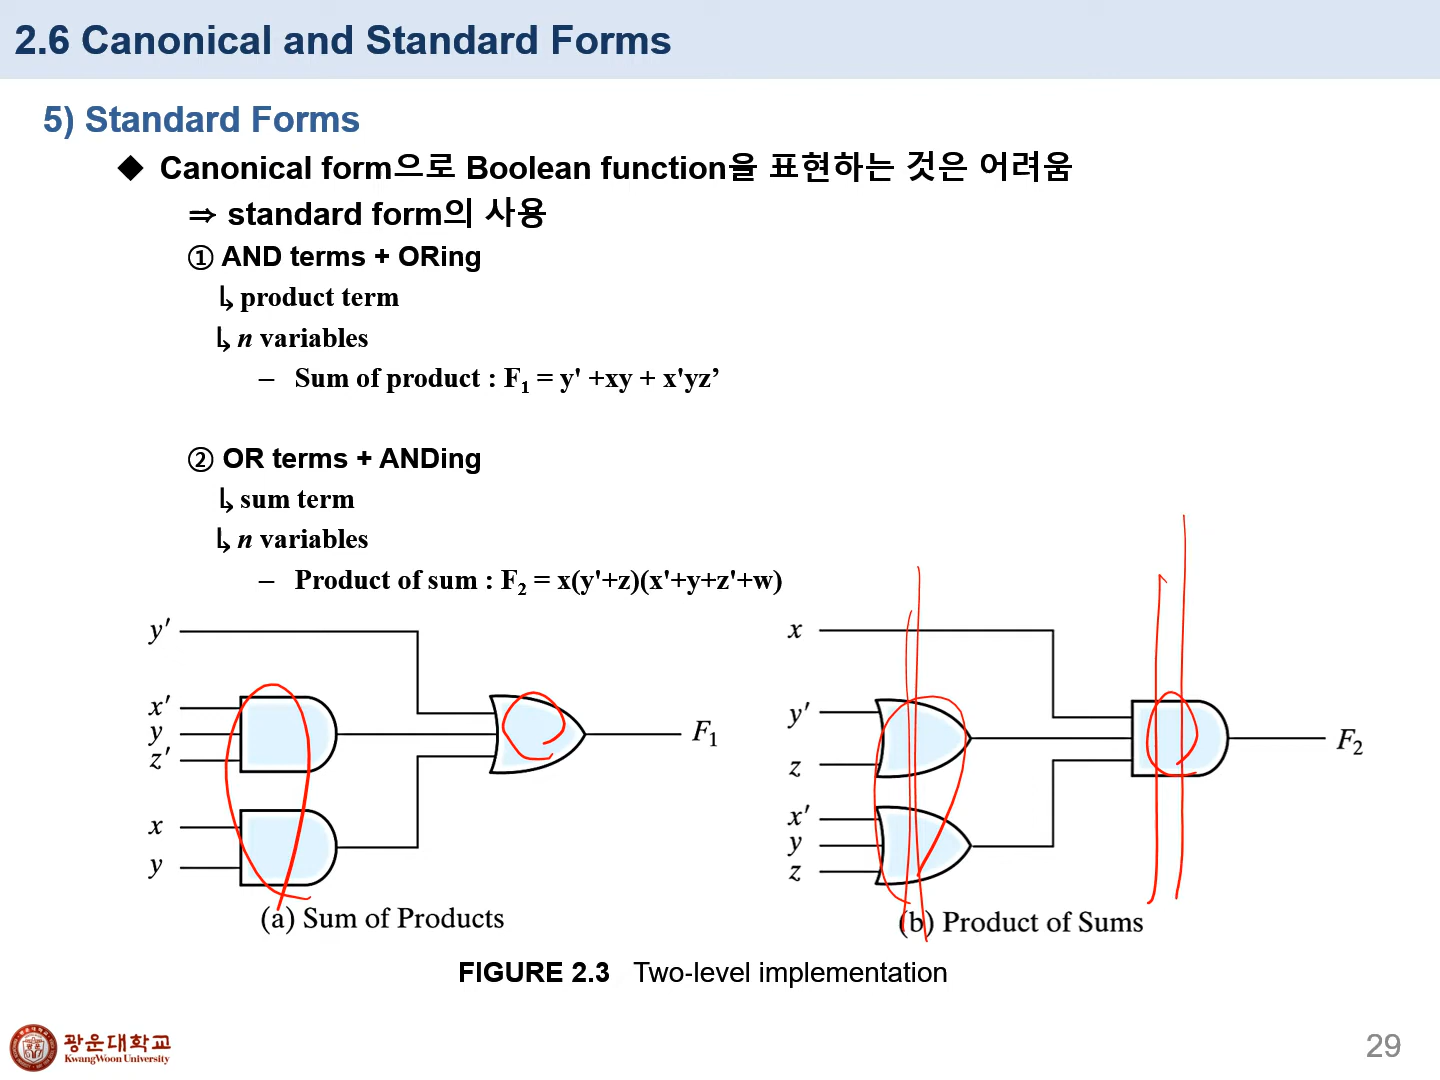 2.6 Canonical and Standard Forms
5) Standard Forms
◆ Canonical form으로 Boolean function을 표현하는 것은 어려움
⇒ standard form의 사용
① AND terms + ORing
↳ product term
↳ n variables
– Sum of product : F₁ = y' +xy + x'yz’
② OR terms + ANDing
↳ sum term
↳ n variables
– Product of sum : F₂ = x(y'+z)(x'+y+z'+w)
y′
x′
y
z′
x
y
F₁
(a) Sum of Products
x
y′
z
x′
y
z
F₂
(b) Product of Sums
FIGURE 2.3 Two-level implementation
광운대학교
KwangWoon University
29